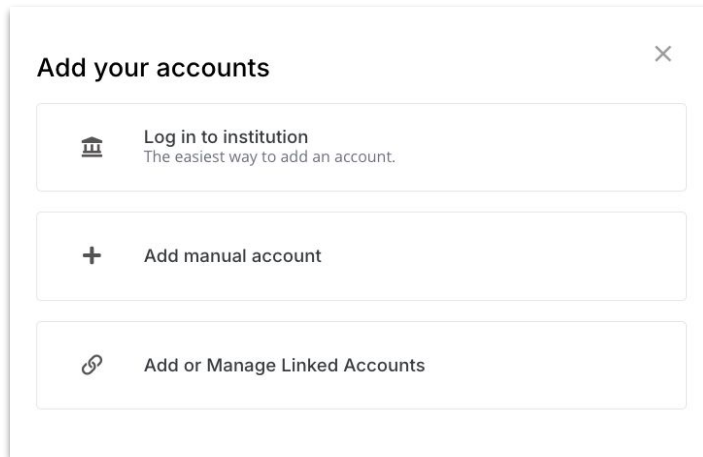 Add your accounts
Log in to institution
The easiest way to add an account.
Add manual account
Add or Manage Linked Accounts